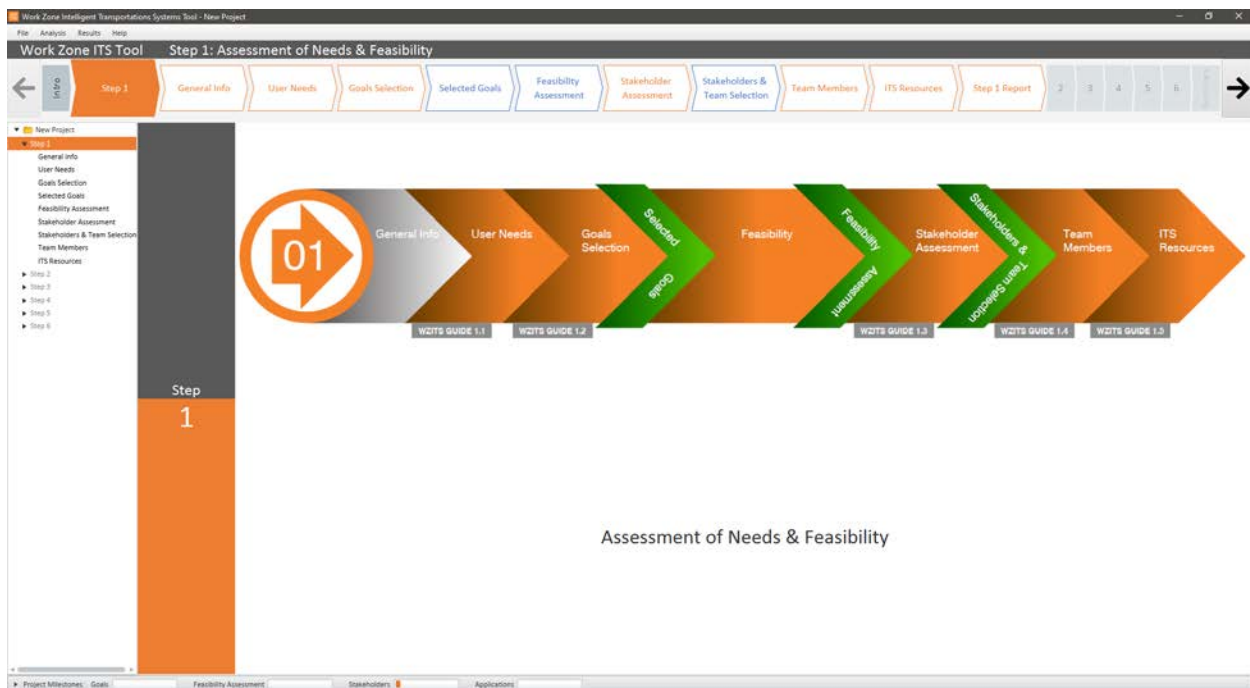 Work Zone Intelligent Transportations Systems Tool - New Project
File Analysis Results Help
Work Zone ITS Tool Step 1: Assessment of Needs & Feasibility
Intro
Step 1
General Info
User Needs
Goals Selection
Selected Goals
Feasibility
Assessment
Stakeholder
Assessment
Stakeholders &
Team Selection
Team Members
ITS Resources
Step 1 Report
2
3
4
5
6
New Project
Step 1
General Info
User Needs
Goals Selection
Selected Goals
Feasibility Assessment
Stakeholder Assessment
Stakeholders & Team Selection
Team Members
ITS Resources
Step 2
Step 3
Step 4
Step 5
Step 6
Step
1
01
General Info
User Needs
Goals
Selection
Selected
Goals
Feasibility
Feasibility
Assessment
Stakeholder
Assessment
Stakeholders &
Team Selection
Team
Members
ITS
Resources
WZITS GUIDE 1.1
WZITS GUIDE 1.2
WZITS GUIDE 1.3
WZITS GUIDE 1.4
WZITS GUIDE 1.5
Assessment of Needs & Feasibility
Project Milestones: Goals Feasibility Assessment Stakeholders Applications